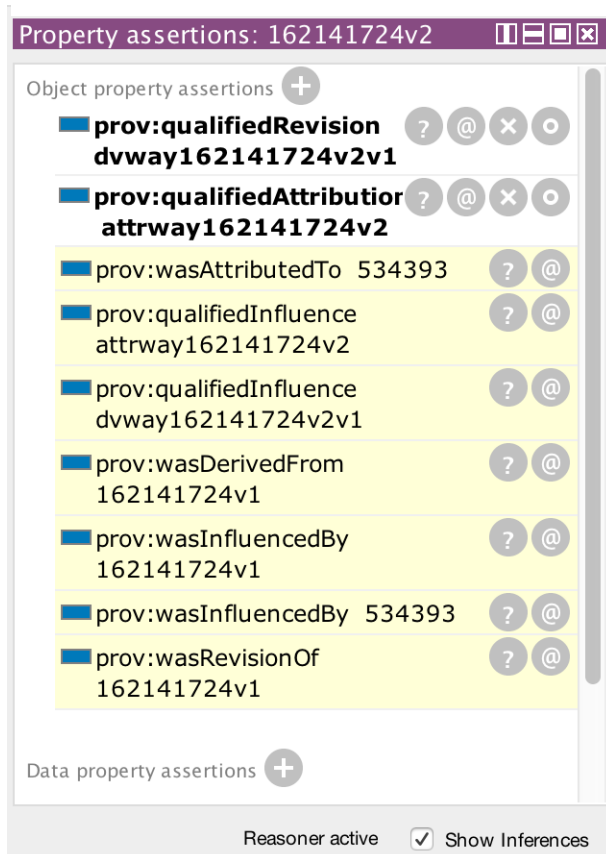 Property assertions: 162141724v2
Object property assertions
prov:qualifiedRevision
dvway162141724v2v1
prov:qualifiedAttribution
attrway162141724v2
prov:wasAttributedTo 534393
prov:qualifiedInfluence
attrway162141724v2
prov:qualifiedInfluence
dvway162141724v2v1
prov:wasDerivedFrom
162141724v1
prov:wasInfluencedBy
162141724v1
prov:wasInfluencedBy 534393
prov:wasRevisionOf
162141724v1
Data property assertions
Reasoner active Show Inferences